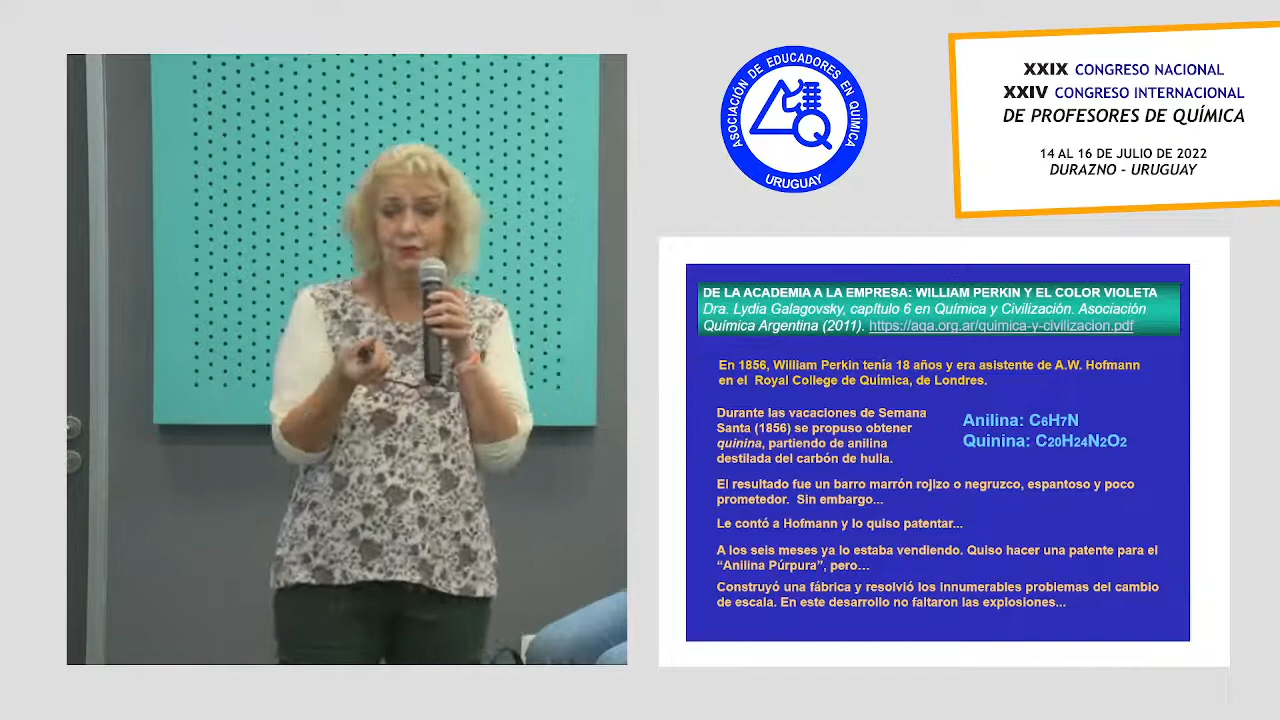 ASOCIACIÓN DE EDUCADORES EN QUÍMICA
URUGUAY
XXIX CONGRESO NACIONAL
XXIV CONGRESO INTERNACIONAL
DE PROFESORES DE QUÍMICA
14 AL 16 DE JULIO DE 2022
DURAZNO - URUGUAY
DE LA ACADEMIA A LA EMPRESA: WILLIAM PERKIN Y EL COLOR VIOLETA
Dra. Lydia Galagovsky, capítulo 6 en Química y Civilización. Asociación
Química Argentina (2011). https://aqa.org.ar/quimica-y-civilizacion.pdf
En 1856, William Perkin tenía 18 años y era asistente de A.W. Hofmann
en el Royal College de Química, de Londres.
Durante las vacaciones de Semana
Santa (1856) se propuso obtener
quinina, partiendo de anilina
destilada del carbón de hulla.
Anilina: C6H7N
Quinina: C20H24N2O2
El resultado fue un barro marrón rojizo o negruzco, espantoso y poco
prometedor. Sin embargo...
Le contó a Hofmann y lo quiso patentar...
A los seis meses ya lo estaba vendiendo. Quiso hacer una patente para el
“Anilina Púrpura”, pero...
Construyó una fábrica y resolvió los innumerables problemas del cambio
de escala. En este desarrollo no faltaron las explosiones...